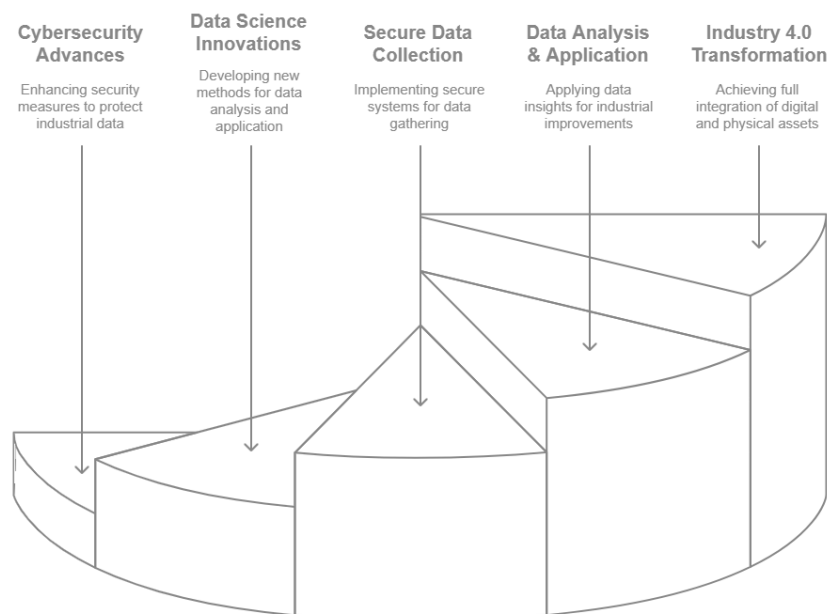 Cybersecurity
Advances
Enhancing security
measures to protect
industrial data
Data Science
Innovations
Developing new
methods for data
analysis and
application
Secure Data
Collection
Implementing secure
systems for data
gathering
Data Analysis
& Application
Applying data
insights for industrial
improvements
Industry 4.0
Transformation
Achieving full
integration of digital
and physical assets